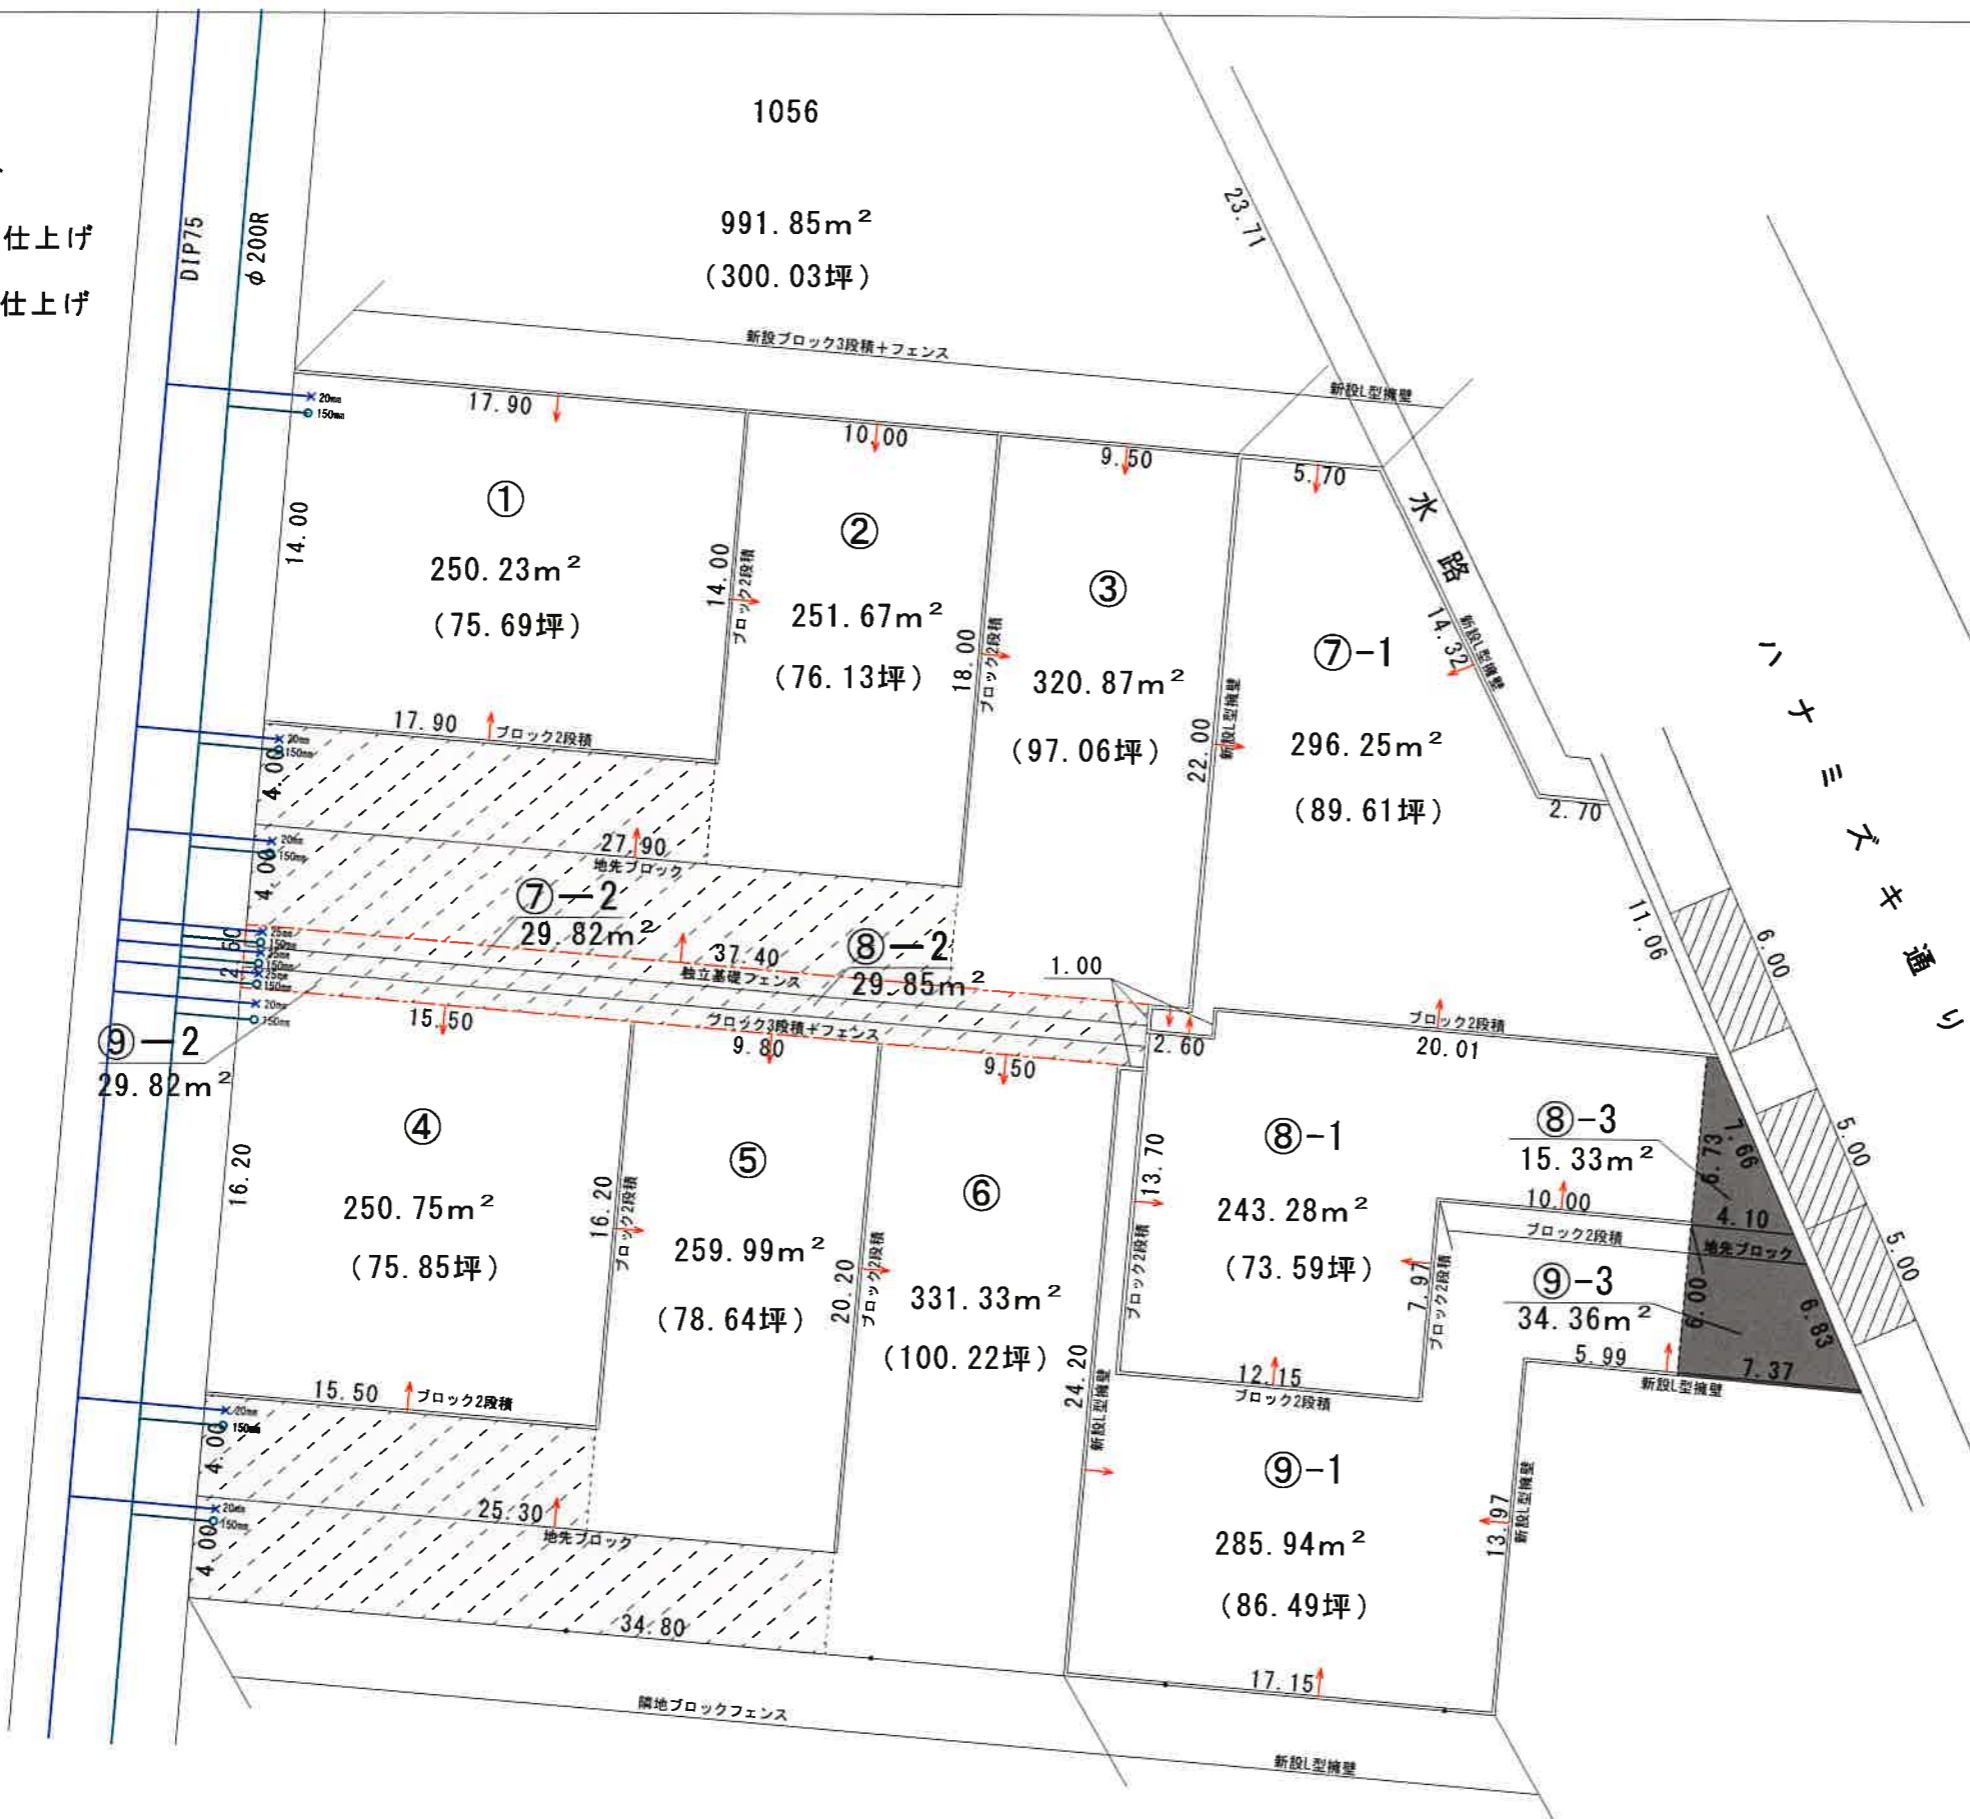 1056
991.85m²
(300.03坪)
仕上げ
仕上げ
DIP75
φ200R
23.71
新設ブロック3段積+フェンス
新設L型擁壁
20mm
150mm
17.90
10.00
9.50
5.70
水路
14.00
①
250.23m²
(75.69坪)
14.00
ブロック2段積
②
251.67m²
(76.13坪)
18.00
ブロック2段積
③
320.87m²
(97.06坪)
22.00
新設L型擁壁
⑦-1
296.25m²
(89.61坪)
14.32
新設L型擁壁
2.70
ハナミズキ通り
17.90
ブロック2段積
20mm
150mm
4.00
20mm
150mm
4.00
27.90
地先ブロック
⑦-2
29.82m²
⑧-2
29.85m²
37.40
独立基礎フェンス
1.00
11.06
6.00
25mm
150mm
25mm
150mm
25mm
150mm
20mm
150mm
⑨-2
29.82m²
15.50
ブロック3段積+フェンス
9.80
9.50
2.60
ブロック2段積
20.01
16.20
④
250.75m²
(75.85坪)
16.20
ブロック2段積
⑤
259.99m²
(78.64坪)
20.20
ブロック2段積
⑥
331.33m²
(100.22坪)
24.20
新設L型擁壁
13.70
ブロック2段積
⑧-1
243.28m²
(73.59坪)
⑧-3
15.33m²
6.73
7.66
5.00
10.00
4.10
ブロック2段積
地先ブロック
7.97
ブロック2段積
⑨-3
34.36m²
6.00
6.83
5.00
5.99
7.37
新設L型擁壁
12.15
ブロック2段積
15.50
ブロック2段積
20mm
150mm
4.00
20mm
150mm
4.00
25.30
地先ブロック
⑨-1
285.94m²
(86.49坪)
13.97
新設L型擁壁
34.80
17.15
隣地ブロックフェンス
新設L型擁壁